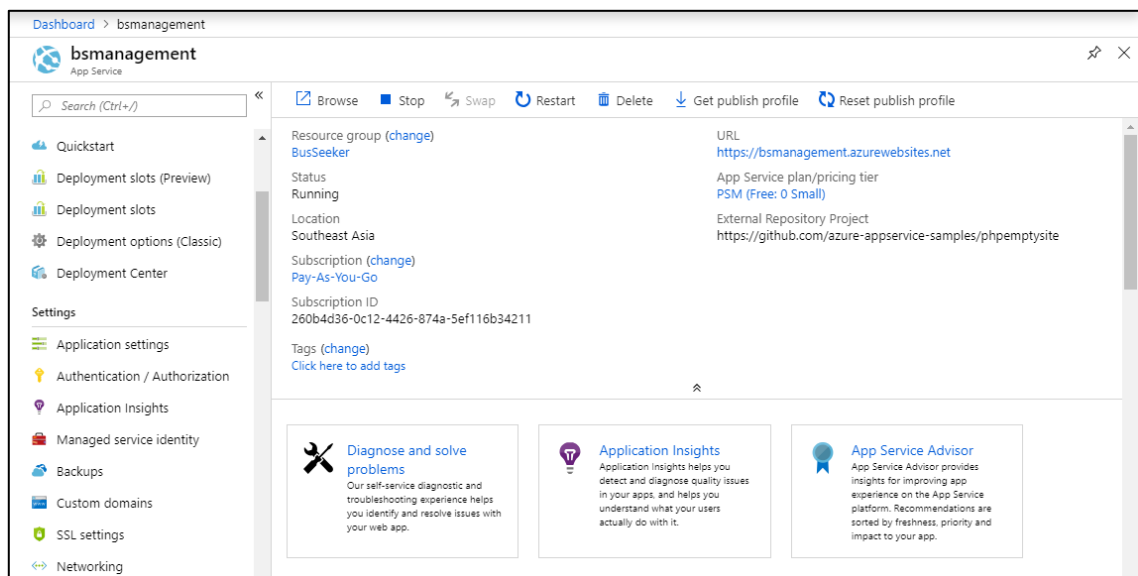 Dashboard > bsmanagement
bsmanagement
App Service
Search (Ctrl+/)
Quickstart
Deployment slots (Preview)
Deployment slots
Deployment options (Classic)
Deployment Center
Settings
Application settings
Authentication / Authorization
Application Insights
Managed service identity
Backups
Custom domains
SSL settings
Networking
Browse Stop Swap Restart Delete Get publish profile Reset publish profile
Resource group (change)
BusSeeker
Status
Running
Location
Southeast Asia
Subscription (change)
Pay-As-You-Go
Subscription ID
260b4d36-0c12-4426-874a-5ef116b34211
Tags (change)
Click here to add tags
URL
https://bsmanagement.azurewebsites.net
App Service plan/pricing tier
PSM (Free: 0 Small)
External Repository Project
https://github.com/azure-appservice-samples/phpemptysite
Diagnose and solve
problems
Our self-service diagnostic and
troubleshooting experience helps
you identify and resolve issues with
your web app.
Application Insights
Application Insights helps you
detect and diagnose quality issues
in your apps, and helps you
understand what your users
actually do with it.
App Service Advisor
App Service Advisor provides
insights for improving app
experience on the App Service
platform. Recommendations are
sorted by freshness, priority and
impact to your app.